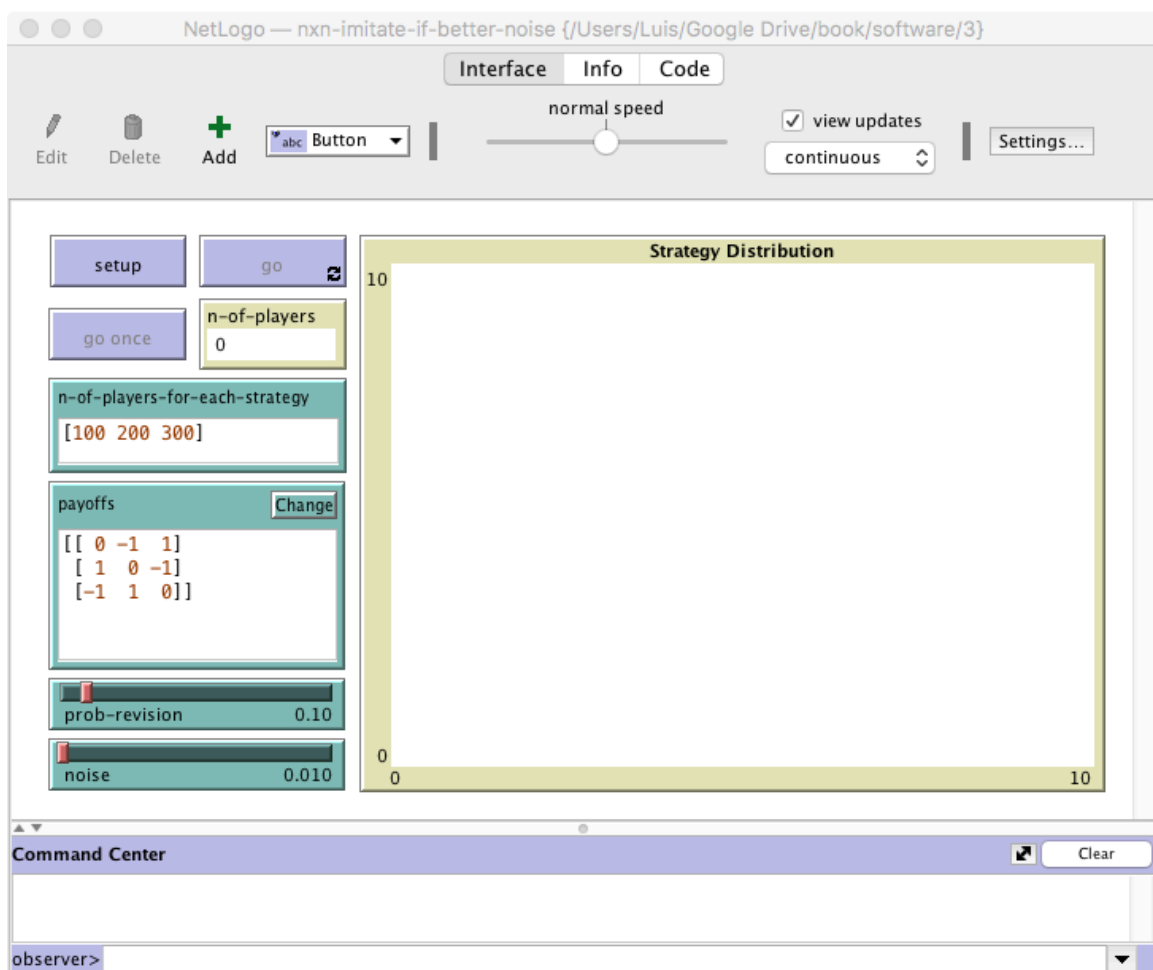 NetLogo — nxn-imitate-if-better-noise {/Users/Luis/Google Drive/book/software/3}
Interface Info Code
Edit Delete Add abc Button normal speed view updates continuous Settings...
setup go
go once
n-of-players
0
n-of-players-for-each-strategy
[100 200 300]
payoffs Change
[[ 0 -1 1]
[ 1 0 -1]
[-1 1 0]]
prob-revision 0.10
noise 0.010
Strategy Distribution
10
0
0 10
Command Center Clear
observer>